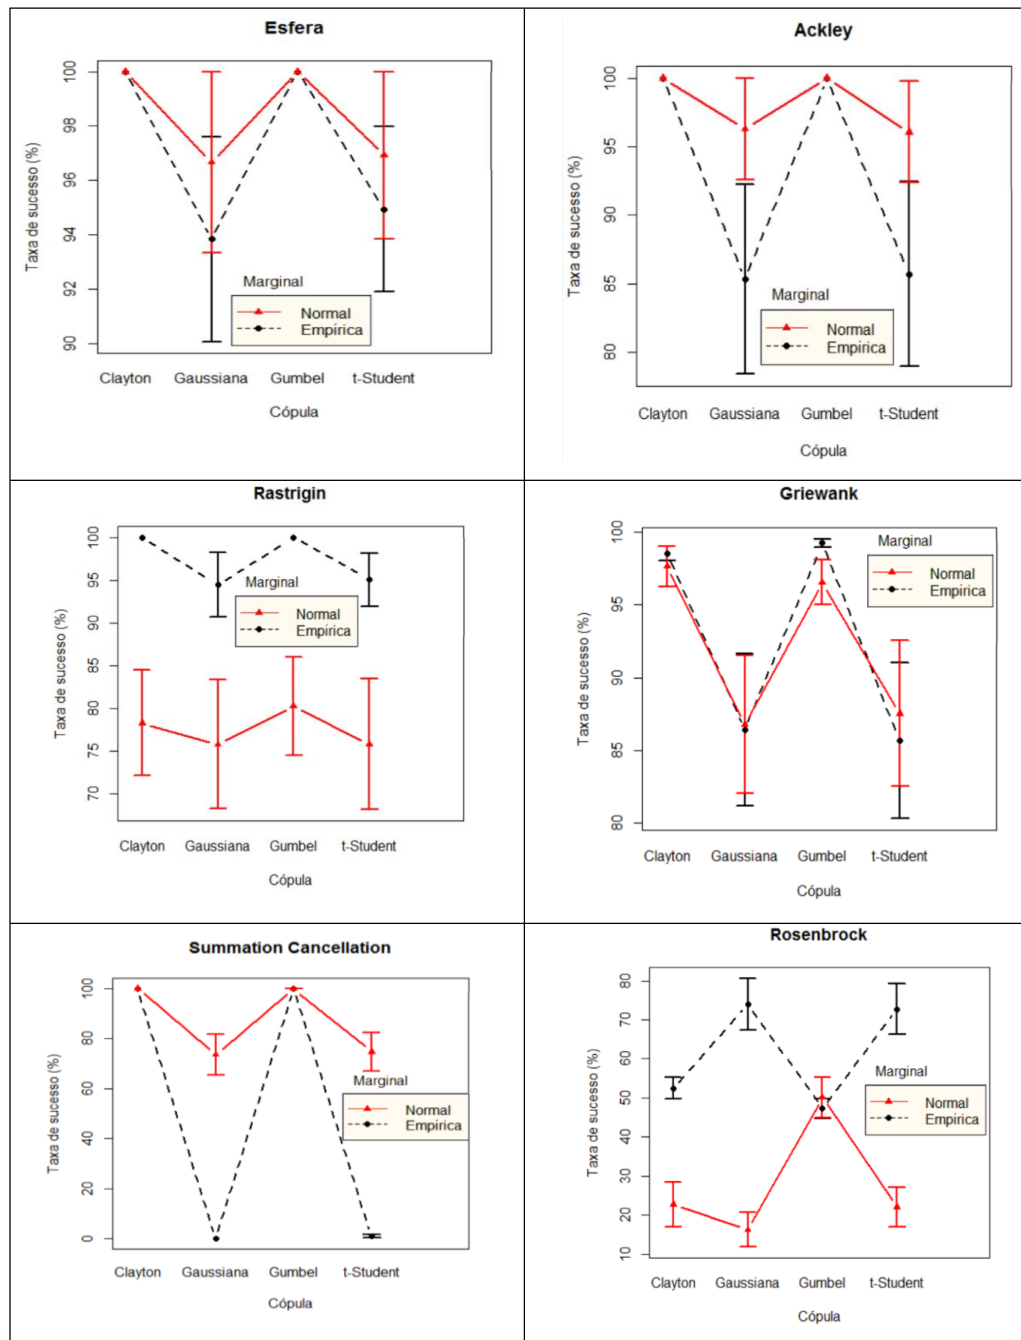 Esfera
Taxa de sucesso (%)
100
98
96
94
92
90
Marginal
Normal
Empírica
Clayton Gaussiana Gumbel t-Student
Cópula
Ackley
Taxa de sucesso (%)
100
95
90
85
80
Marginal
Normal
Empírica
Clayton Gaussiana Gumbel t-Student
Cópula
Rastrigin
Taxa de sucesso (%)
100
95
90
85
80
75
70
Marginal
Normal
Empírica
Clayton Gaussiana Gumbel t-Student
Cópula
Griewank
Taxa de sucesso (%)
100
95
90
85
80
Marginal
Normal
Empírica
Clayton Gaussiana Gumbel t-Student
Cópula
Summation Cancellation
Taxa de sucesso (%)
100
80
60
40
20
0
Marginal
Normal
Empírica
Clayton Gaussiana Gumbel t-Student
Cópula
Rosenbrock
Taxa de sucesso (%)
80
70
60
50
40
30
20
10
Marginal
Normal
Empírica
Clayton Gaussiana Gumbel t-Student
Cópula